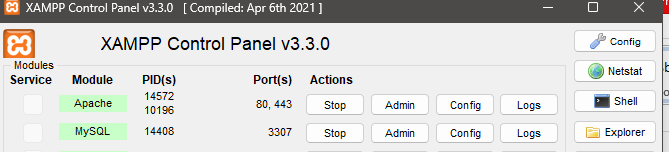 XAMPP Control Panel v3.3.0 [ Compiled: Apr 6th 2021 ]
XAMPP Control Panel v3.3.0
Config
Modules
Service Module PID(s) Port(s) Actions
Netstat
Apache 14572 10196 80, 443 Stop Admin Config Logs
Shell
MySQL 14408 3307 Stop Admin Config Logs
Explorer